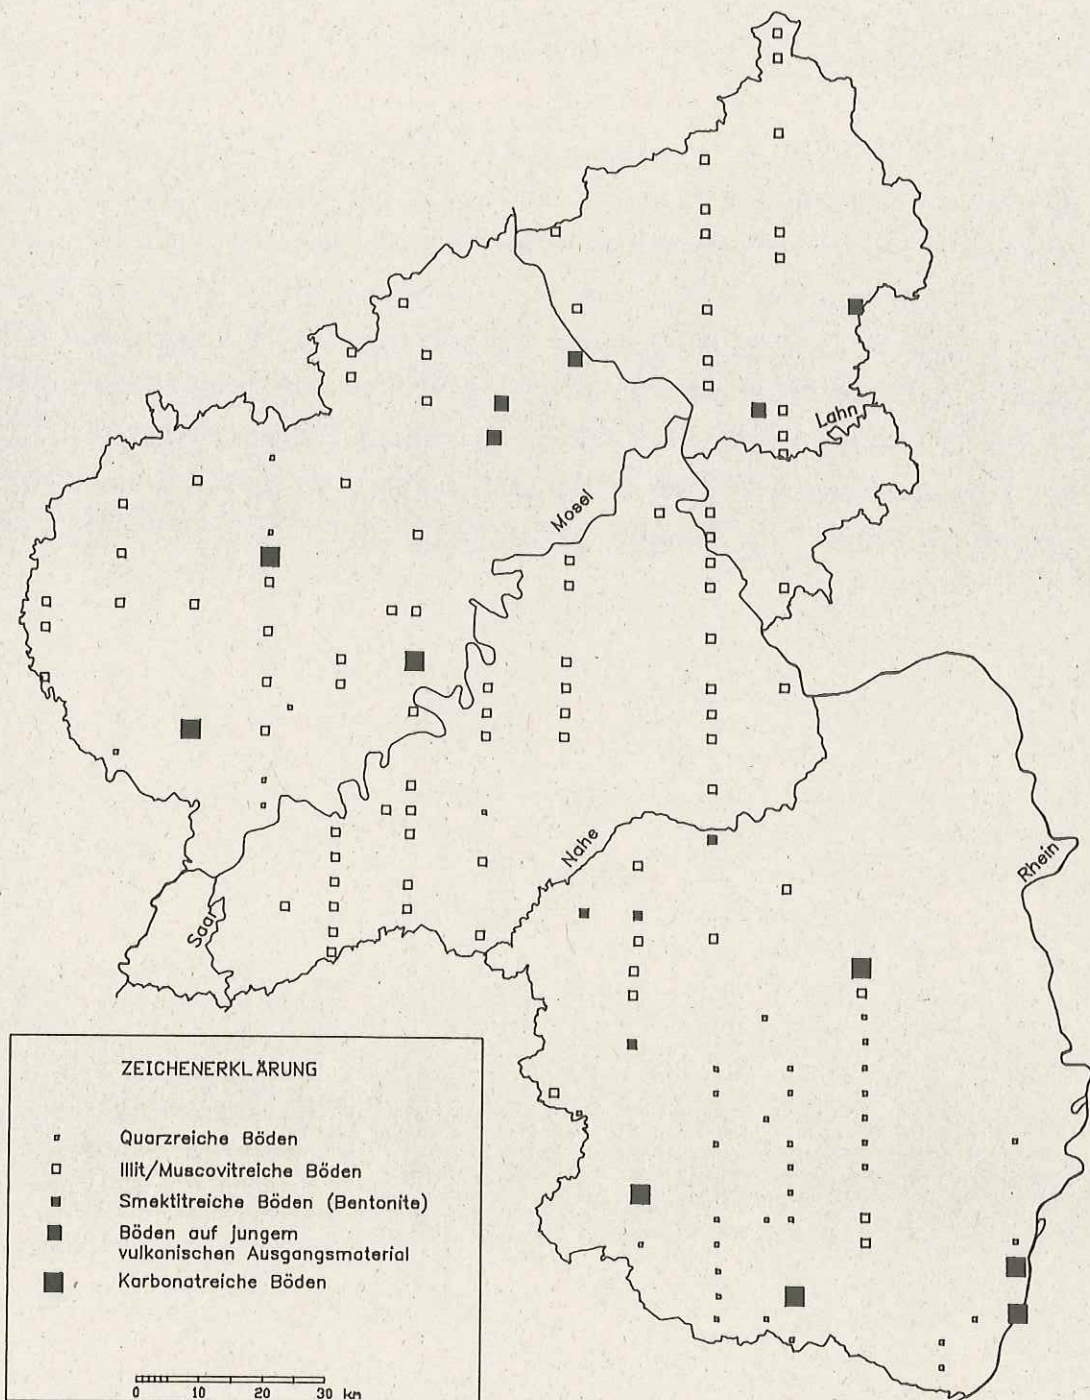 Lahn
Mosel
Nahe
Rhein
Saar
ZEICHENERKLÄRUNG
Quarzreiche Böden
Illit/Muscovitreiche Böden
Smektitreiche Böden (Bentonite)
Böden auf jungem
vulkanischen Ausgangsmaterial
Karbonatreiche Böden
0 10 20 30 km